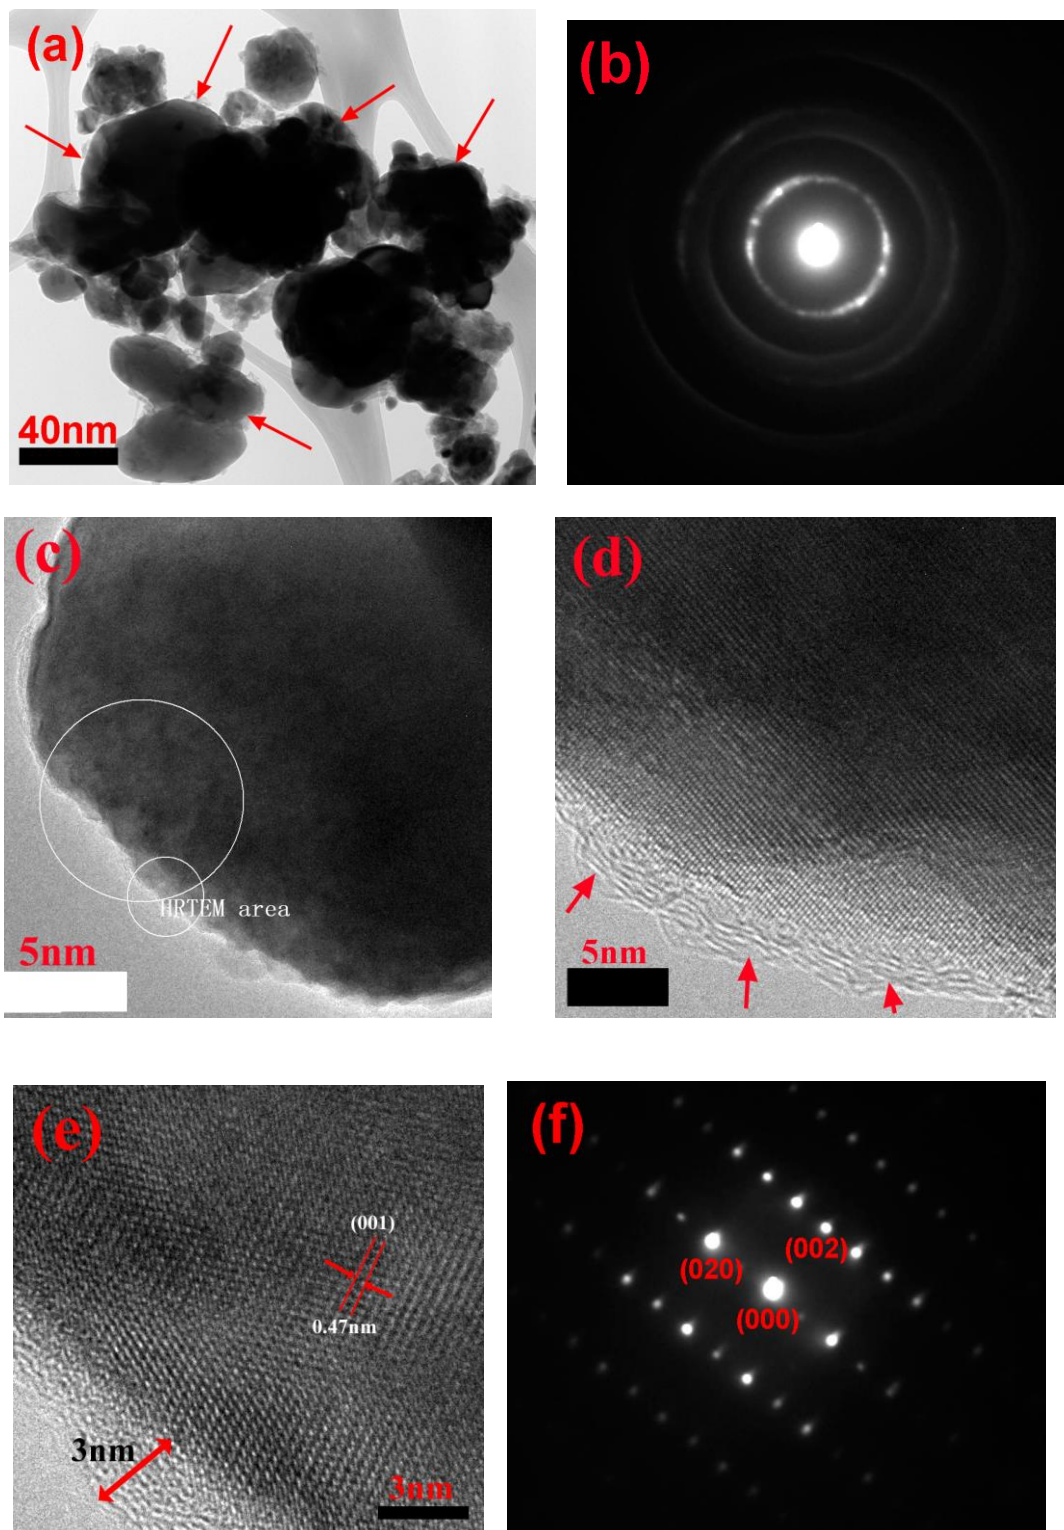 (a)
40nm
(b)
(c)
HRTEM area
5nm
(d)
5nm
(e)
(001)
0.47nm
3nm
3nm
(f)
(002)
(020)
(000)